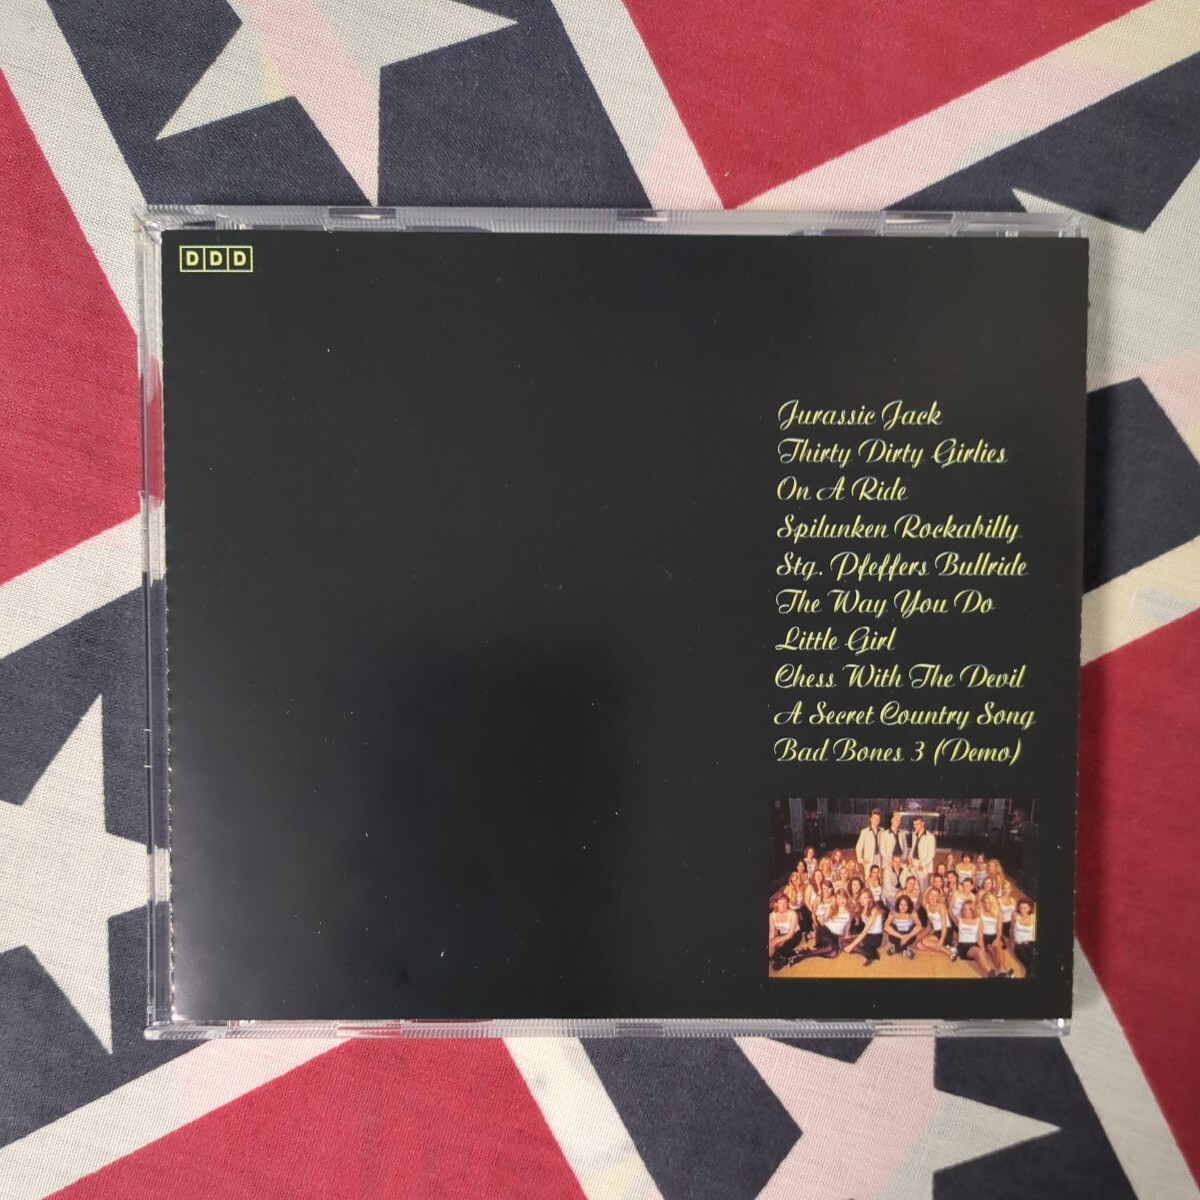 DDD
Jurassic Jack
Thirty Dirty Girlies
On A Ride
Spilunken Rockabilly
Stg. Pfeffers Bullride
The Way You Do
Little Girl
Chess With The Devil
A Secret Country Song
Bad Bones 3 (Demo)